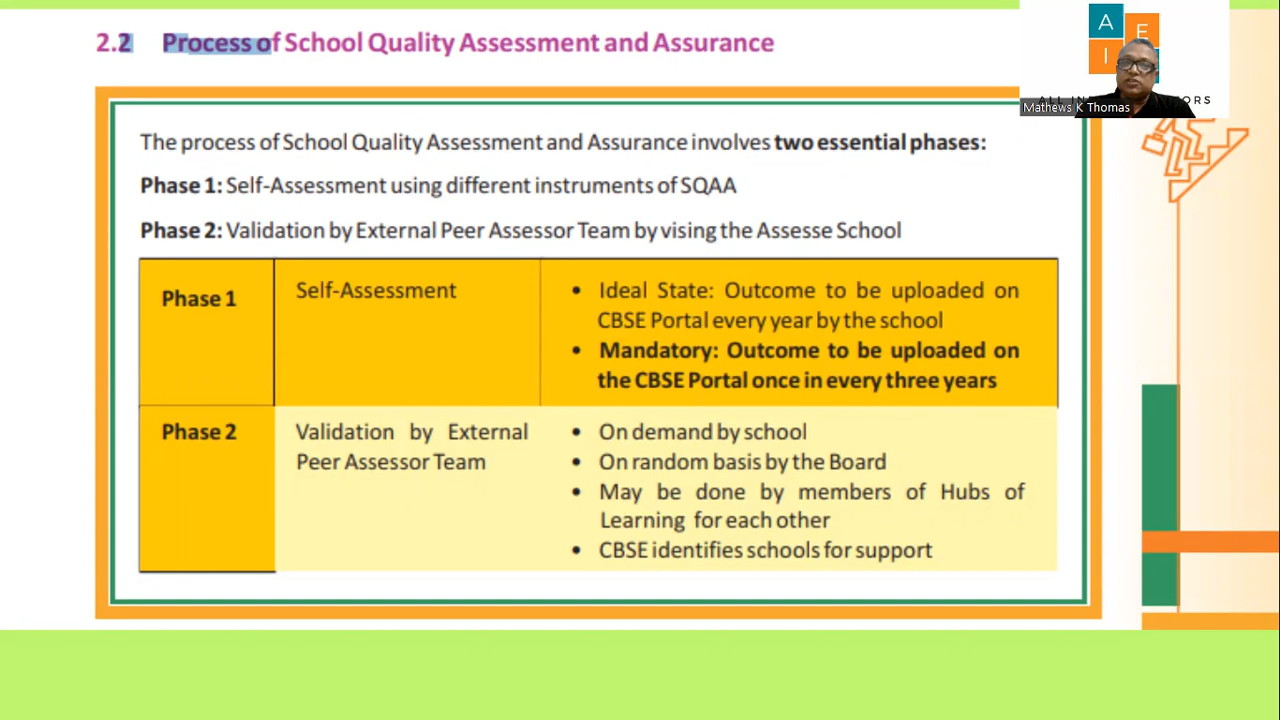 2.2 Process of School Quality Assessment and Assurance
A E
I
ORS
Mathews K Thomas
The process of School Quality Assessment and Assurance involves two essential phases:
Phase 1: Self-Assessment using different instruments of SQAA
Phase 2: Validation by External Peer Assessor Team by vising the Assesse School
Phase 1
Self-Assessment
• Ideal State: Outcome to be uploaded on
CBSE Portal every year by the school
• Mandatory: Outcome to be uploaded on
the CBSE Portal once in every three years
Phase 2
Validation by External
Peer Assessor Team
• On demand by school
• On random basis by the Board
• May be done by members of Hubs of
Learning for each other
• CBSE identifies schools for support